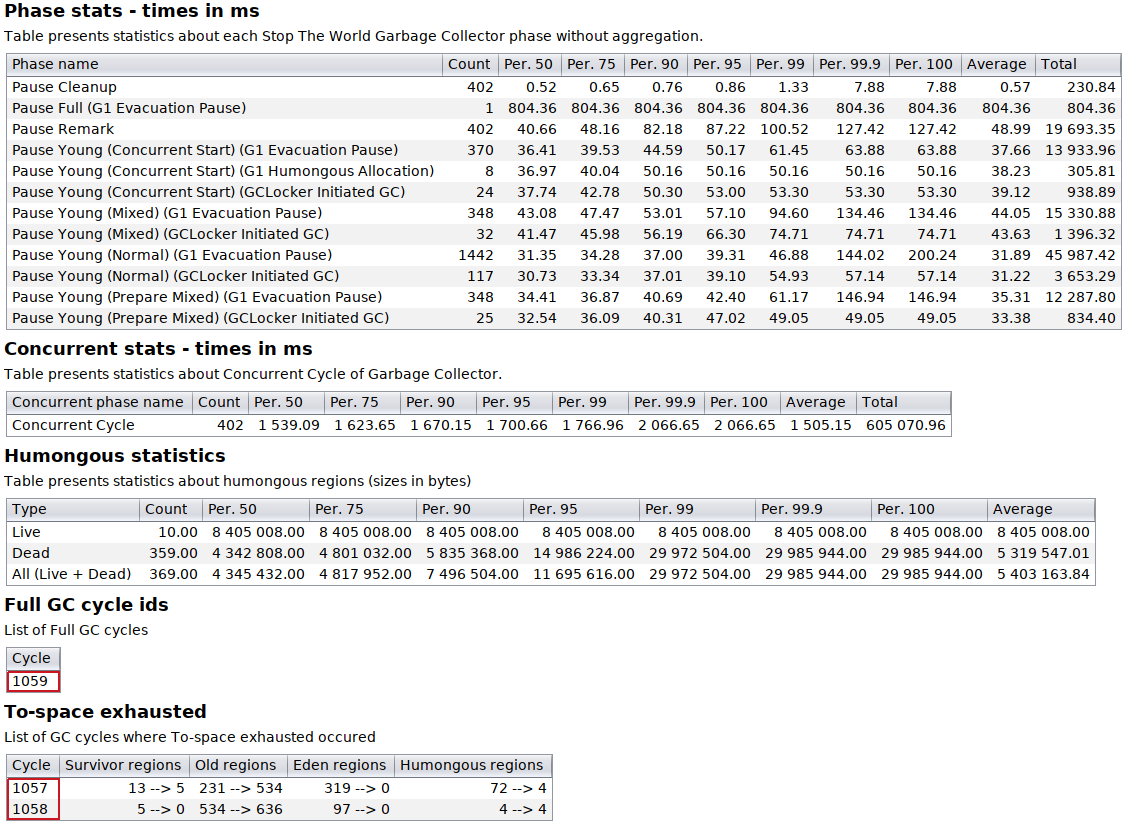 Phase stats - times in ms
Table presents statistics about each Stop The World Garbage Collector phase without aggregation.
Phase name Count Per. 50 Per. 75 Per. 90 Per. 95 Per. 99 Per. 99.9 Per. 100 Average Total
Pause Cleanup 402 0.52 0.65 0.76 0.86 1.33 7.88 7.88 0.57 230.84
Pause Full (G1 Evacuation Pause) 1 804.36 804.36 804.36 804.36 804.36 804.36 804.36 804.36 804.36
Pause Remark 402 40.66 48.16 82.18 87.22 100.52 127.42 127.42 48.99 19 693.35
Pause Young (Concurrent Start) (G1 Evacuation Pause) 370 36.41 39.53 44.59 50.17 61.45 63.88 63.88 37.66 13 933.96
Pause Young (Concurrent Start) (G1 Humongous Allocation) 8 36.97 40.04 50.16 50.16 50.16 50.16 50.16 38.23 305.81
Pause Young (Concurrent Start) (GCLocker Initiated GC) 24 37.74 42.78 50.30 53.00 53.30 53.30 53.30 39.12 938.89
Pause Young (Mixed) (G1 Evacuation Pause) 348 43.08 47.47 53.01 57.10 94.60 134.46 134.46 44.05 15 330.88
Pause Young (Mixed) (GCLocker Initiated GC) 32 41.47 45.98 56.19 66.30 74.71 74.71 74.71 43.63 1 396.32
Pause Young (Normal) (G1 Evacuation Pause) 1442 31.35 34.28 37.00 39.31 46.88 144.02 200.24 31.89 45 987.42
Pause Young (Normal) (GCLocker Initiated GC) 117 30.73 33.34 37.01 39.10 54.93 57.14 57.14 31.22 3 653.29
Pause Young (Prepare Mixed) (G1 Evacuation Pause) 348 34.41 36.87 40.69 42.40 61.17 146.94 146.94 35.31 12 287.80
Pause Young (Prepare Mixed) (GCLocker Initiated GC) 25 32.54 36.09 40.31 47.02 49.05 49.05 49.05 33.38 834.40
Concurrent stats - times in ms
Table presents statistics about Concurrent Cycle of Garbage Collector.
Concurrent phase name Count Per. 50 Per. 75 Per. 90 Per. 95 Per. 99 Per. 99.9 Per. 100 Average Total
Concurrent Cycle 402 1 539.09 1 623.65 1 670.15 1 700.66 1 766.96 2 066.65 2 066.65 1 505.15 605 070.96
Humongous statistics
Table presents statistics about humongous regions (sizes in bytes)
Type Count Per. 50 Per. 75 Per. 90 Per. 95 Per. 99 Per. 99.9 Per. 100 Average
Live 10.00 8 405 008.00 8 405 008.00 8 405 008.00 8 405 008.00 8 405 008.00 8 405 008.00 8 405 008.00 8 405 008.00
Dead 359.00 4 342 808.00 4 801 032.00 5 835 368.00 14 986 224.00 29 972 504.00 29 985 944.00 29 985 944.00 5 319 547.01
All (Live + Dead) 369.00 4 345 432.00 4 817 952.00 7 496 504.00 11 695 616.00 29 972 504.00 29 985 944.00 29 985 944.00 5 403 163.84
Full GC cycle ids
List of Full GC cycles
Cycle
1059
To-space exhausted
List of GC cycles where To-space exhausted occured
Cycle Survivor regions Old regions Eden regions Humongous regions
1057 13 --> 5 231 --> 534 319 --> 0 72 --> 4
1058 5 --> 0 534 --> 636 97 --> 0 4 --> 4